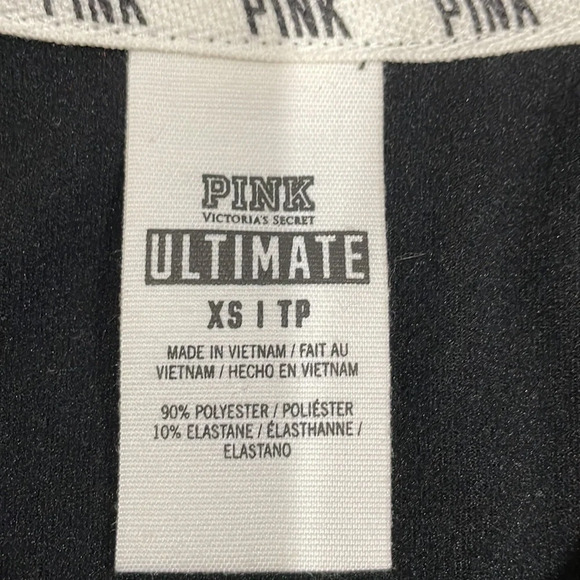 PINK PINK PINK
PINK
VICTORIA'S SECRET
ULTIMATE
XS | TP
MADE IN VIETNAM / FAIT AU
VIETNAM / HECHO EN VIETNAM
90% POLYESTER / POLIÉSTER
10% ELASTANE / ÉLASTHANNE /
ELASTANO